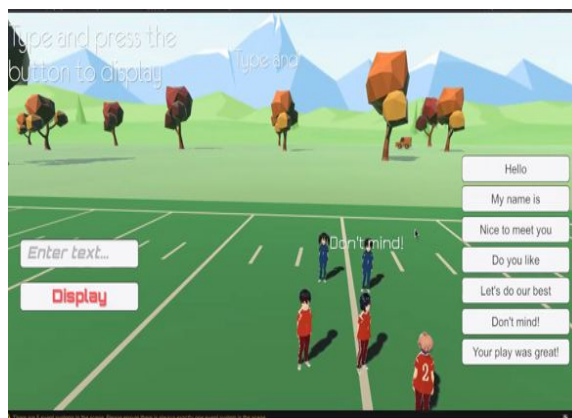 Type and press the
button to display
Type and
Don't mind!
Enter text...
Display
Hello
My name is
Nice to meet you
Do you like
Let's do our best
Don't mind!
Your play was great!
2